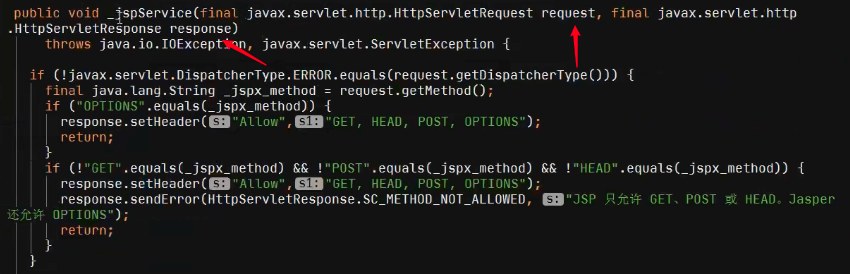 public void _jspService(final javax.servlet.http.HttpServletRequest request, final javax.servlet.http
.HttpServletResponse response)
throws java.io.IOException, javax.servlet.ServletException {
if (!javax.servlet.DispatcherType.ERROR.equals(request.getDispatcherType())) {
final java.lang.String _jspx_method = request.getMethod();
if ("OPTIONS".equals(_jspx_method)) {
response.setHeader( s: "Allow", s1: "GET, HEAD, POST, OPTIONS");
return;
}
if (!"GET".equals(_jspx_method) && !"POST".equals(_jspx_method) && !"HEAD".equals(_jspx_method)) {
response.setHeader( s: "Allow", s1: "GET, HEAD, POST, OPTIONS");
response.sendError(HttpServletResponse.SC_METHOD_NOT_ALLOWED, s: "JSP 只允许 GET、POST 或 HEAD。Jasper
还允许 OPTIONS");
return;
}
}